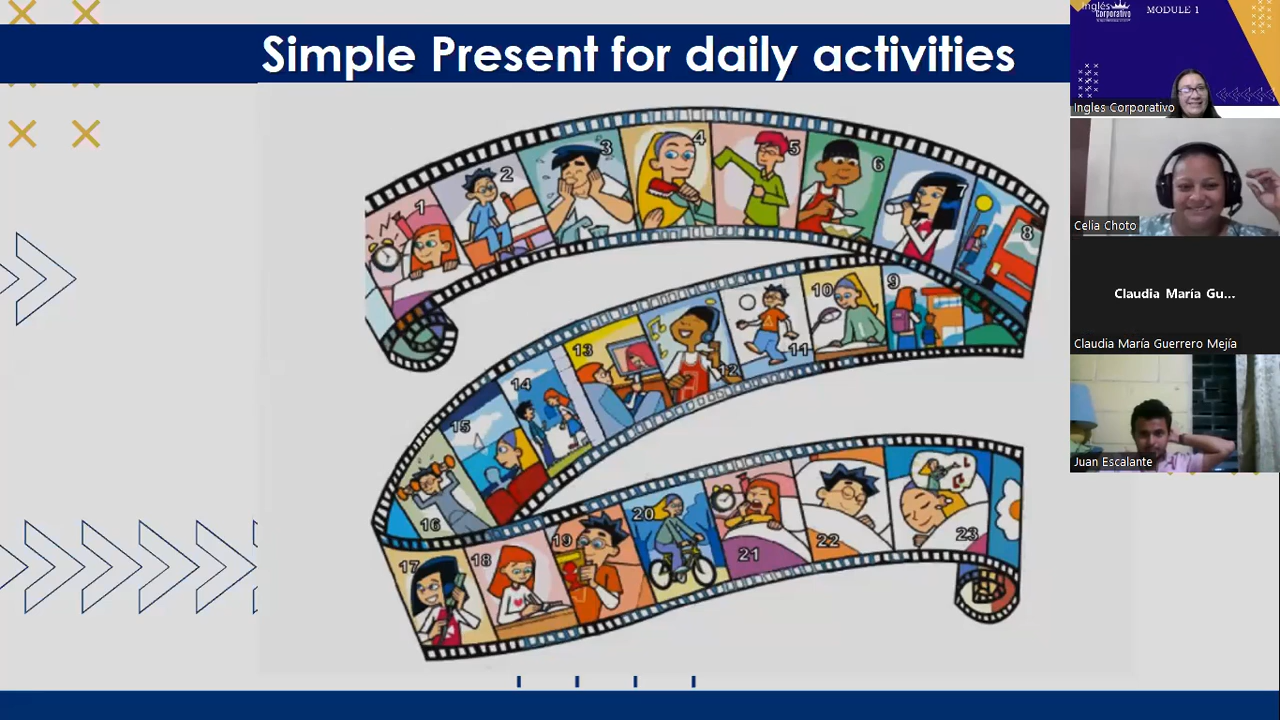 Simple Present for daily activities
1
2
3
4
5
6
7
8
9
10
11
12
13
14
15
16
17
18
19
20
21
22
23
Inglés
Corporativo
MODULE 1
Ingles Corporativo
Celia Choto
Claudia María Gu...
Claudia María Guerrero Mejía
Juan Escalante